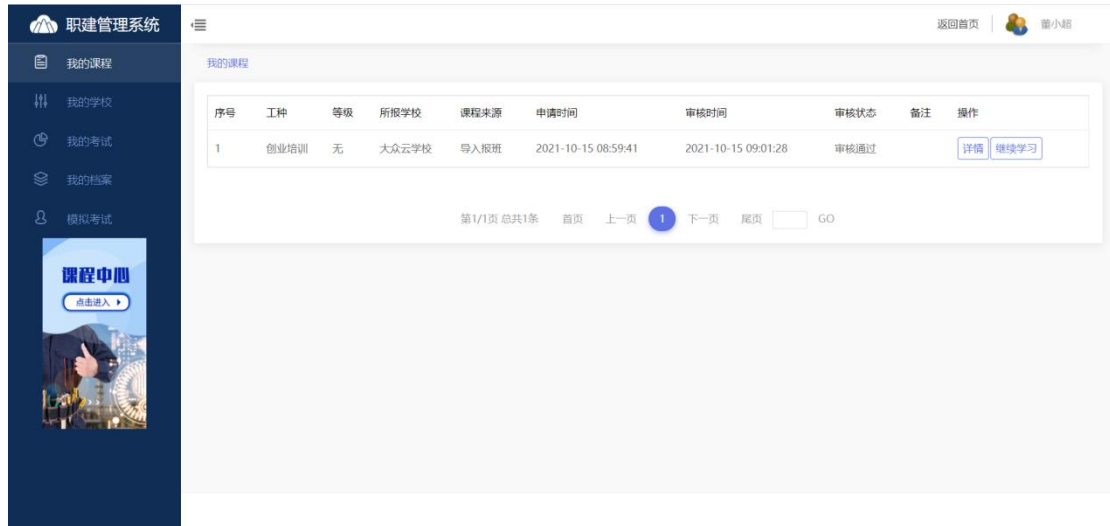 职建管理系统
返回首页 董小超
我的课程
我的学校
我的考试
我的档案
模拟考试
课程中心
点击进入
我的课程
序号 工种 等级 所报学校 课程来源 申请时间 审核时间 审核状态 备注 操作
1 创业培训 无 大众云学校 导入报班 2021-10-15 08:59:41 2021-10-15 09:01:28 审核通过 详情 继续学习
第1/1页 总共1条 首页 上一页 1 下一页 尾页 GO